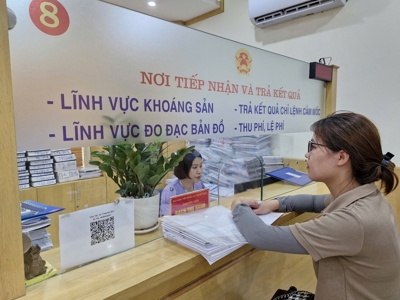 8
NƠI TIẾP NHẬN VÀ TRẢ KẾT QUẢ
- LĨNH VỰC KHOÁNG SẢN
- TRẢ KẾT QUẢ CHỈ LỆNH CẮM MỐC
- LĨNH VỰC ĐO ĐẠC BẢN ĐỒ
- THU PHÍ, LỆ PHÍ